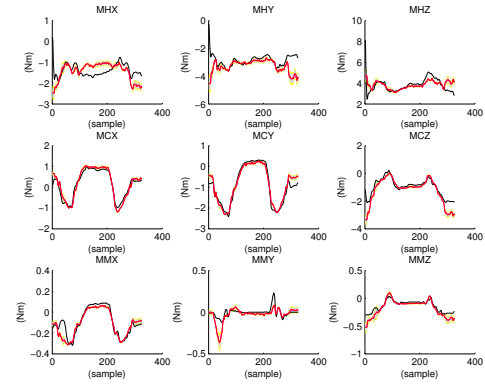 MHX MHY MHZ
1 0 10
0 (Nm) −1 (Nm) −2 −3 0 200 400 (sample)
(Nm) −2 −4 −6 0 200 400 (sample)
(Nm) 8 6 4 2 0 200 400 (sample)
MCX MCY MCZ
2 1 0 −1 −2 (Nm) 0 200 400 (sample)
1 0 −1 −2 −3 (Nm) 0 200 400 (sample)
2 0 −2 −4 (Nm) 0 200 400 (sample)
MMX MMY MMZ
0.4 0.2 0 −0.2 −0.4 (Nm) 0 200 400 (sample)
0.5 0 −0.5 (Nm) 0 200 400 (sample)
0.5 0 −0.5 −1 (Nm) 0 200 400 (sample)